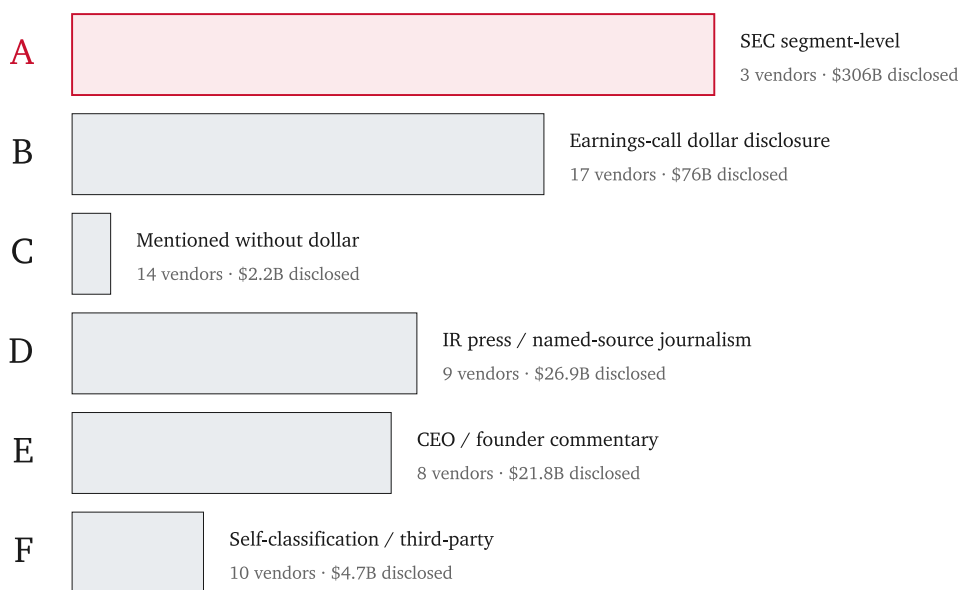 A
SEC segment-level
3 vendors · $306B disclosed
B
Earnings-call dollar disclosure
17 vendors · $76B disclosed
C
Mentioned without dollar
14 vendors · $2.2B disclosed
D
IR press / named-source journalism
9 vendors · $26.9B disclosed
E
CEO / founder commentary
8 vendors · $21.8B disclosed
F
Self-classification / third-party
10 vendors · $4.7B disclosed